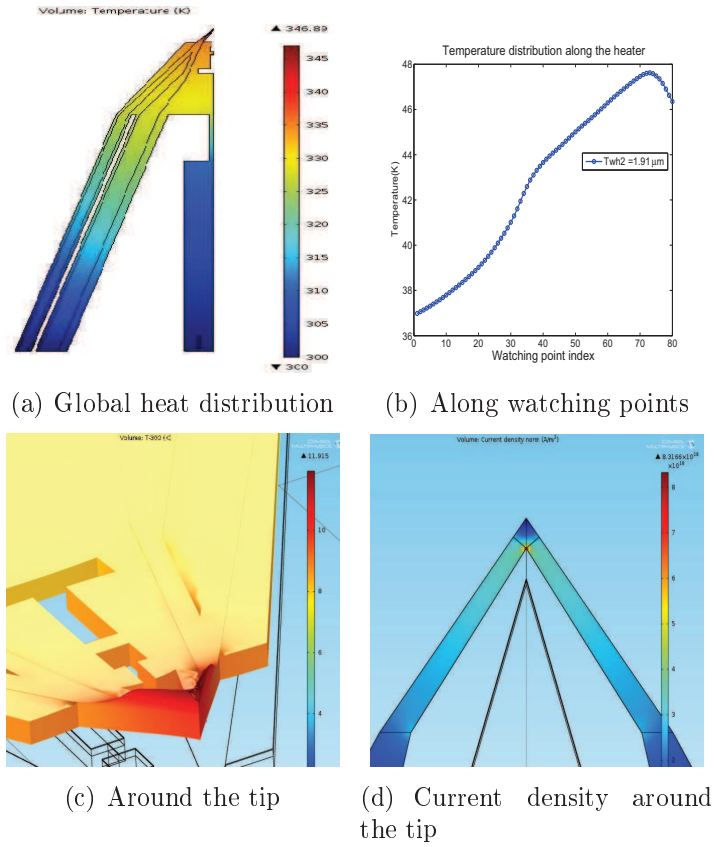 Volume: Temperature (K)
▲ 346.89
345
340
335
330
325
320
315
310
305
300
▼ 300
(a) Global heat distribution
Temperature distribution along the heater
Temperature(K)
48
46
44
42
40
38
36
Twh2 =1.91 μm
0 10 20 30 40 50 60 70 80
Watching point index
(b) Along watching points
Volume: T-300 (K)
▲ 11.915
10
8
6
4
(c) Around the tip
Volume: Current density norm (A/m²)
▲ 8.3166×10¹⁰
×10¹⁰
8
7
6
5
4
3
2
(d) Current density around
the tip